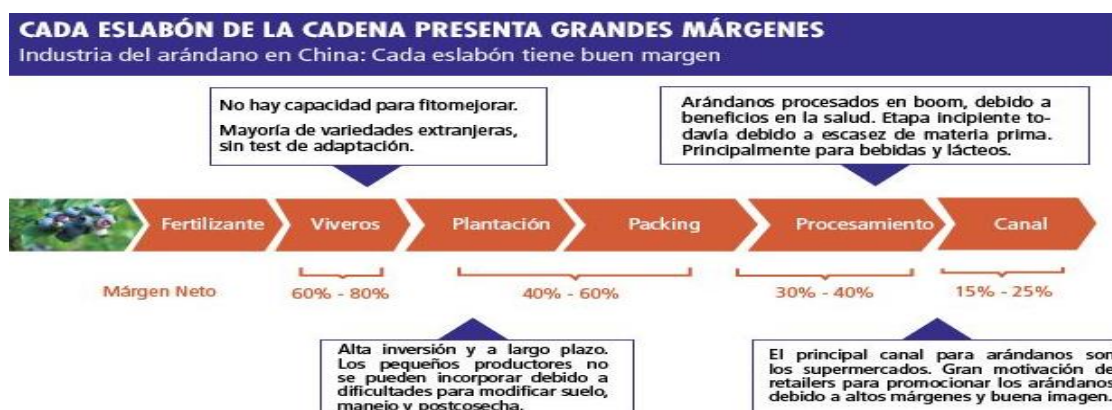 CADA ESLABÓN DE LA CADENA PRESENTA GRANDES MÁRGENES
Industria del arándano en China: Cada eslabón tiene buen margen
No hay capacidad para fitomejorar.
Mayoría de variedades extranjeras,
sin test de adaptación.
Arándanos procesados en boom, debido a
beneficios en la salud. Etapa incipiente to-
davía debido a escasez de materia prima.
Principalmente para bebidas y lácteos.
Fertilizante Viveros Plantación Packing Procesamiento Canal
Márgen Neto 60% - 80% 40% - 60% 30% - 40% 15% - 25%
Alta inversión y a largo plazo.
Los pequeños productores no
se pueden incorporar debido a
dificultades para modificar suelo,
manejo y postcosecha.
El principal canal para arándanos son
los supermercados. Gran motivación de
retailers para promocionar los arándanos
debido a altos márgenes y buena imagen.